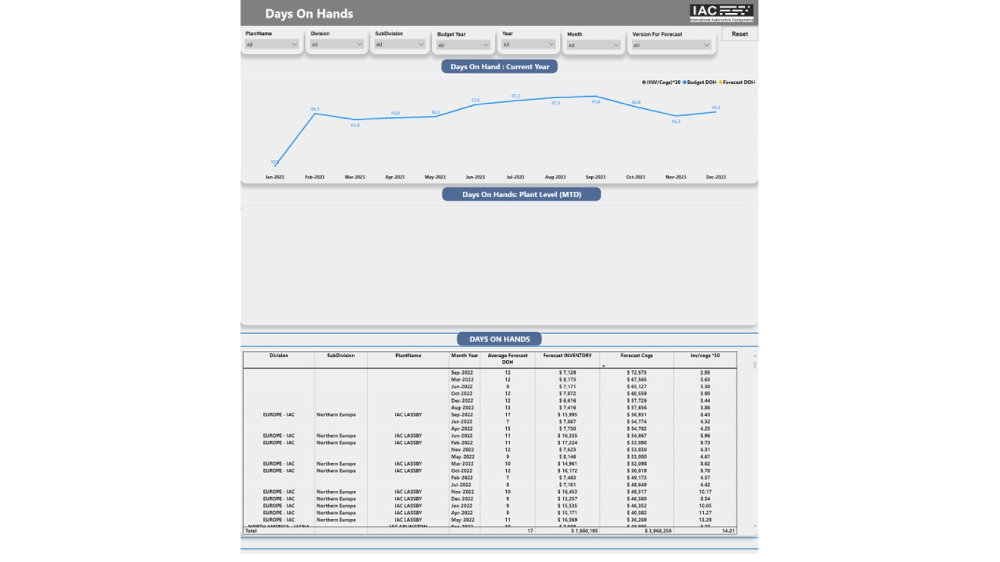 Days On Hands
IAC
International Automotive Components
PlantName Division SubDivision Budget Year Year Month Version For Forecast Reset
All All All All All All All
Days On Hand : Current Year
(INV/Cogs)*30 Budget DOH Forecast DOH
16.3 15.9 16.0 16.1 17.0 17.3 17.5 17.6 16.8 16.2 16.5
Jan-2023 Feb-2023 Mar-2023 Apr-2023 May-2023 Jun-2023 Jul-2023 Aug-2023 Sep-2023 Oct-2023 Nov-2023 Dec-2023
Days On Hands: Plant Level (MTD)
DAYS ON HANDS
Division SubDivision PlantName Month Year Average Forecast DOH Forecast INVENTORY Forecast Cogs inv/cogs *30
Sep-2022 12 $ 7,128 $ 72,573 2.95
Mar-2022 12 $ 8,173 $ 67,565 3.63
Jun-2022 8 $ 7,171 $ 65,127 3.30
Oct-2022 12 $ 7,872 $ 60,559 3.90
Dec-2022 12 $ 6,616 $ 57,726 3.44
Aug-2022 13 $ 7,416 $ 57,656 3.86
EUROPE - IAC Northern Europe IAC LASSBY Sep-2022 17 $ 15,995 $ 56,931 8.43
Jan-2022 7 $ 7,887 $ 54,774 4.32
Apr-2022 13 $ 7,750 $ 54,762 4.25
EUROPE - IAC Northern Europe IAC LASSBY Jun-2022 11 $ 16,335 $ 54,667 8.96
EUROPE - IAC Northern Europe IAC LASSBY Feb-2022 11 $ 17,224 $ 53,090 9.73
Nov-2022 12 $ 7,623 $ 53,030 4.31
May-2022 9 $ 8,146 $ 53,000 4.61
EUROPE - IAC Northern Europe IAC LASSBY Mar-2022 10 $ 14,961 $ 52,098 8.62
EUROPE - IAC Northern Europe IAC LASSBY Oct-2022 12 $ 16,172 $ 50,019 9.70
Feb-2022 7 $ 7,483 $ 49,172 4.57
Jul-2022 8 $ 7,161 $ 48,649 4.42
EUROPE - IAC Northern Europe IAC LASSBY Nov-2022 10 $ 16,453 $ 48,517 10.17
EUROPE - IAC Northern Europe IAC LASSBY Dec-2022 9 $ 13,257 $ 46,560 8.54
EUROPE - IAC Northern Europe IAC LASSBY Jan-2022 9 $ 15,535 $ 46,352 10.05
EUROPE - IAC Northern Europe IAC LASSBY Apr-2022 9 $ 15,171 $ 40,382 11.27
EUROPE - IAC Northern Europe IAC LASSBY May-2022 11 $ 16,069 $ 36,269 13.29
Total 17 $ 1,880,195 $ 3,968,250 14.21